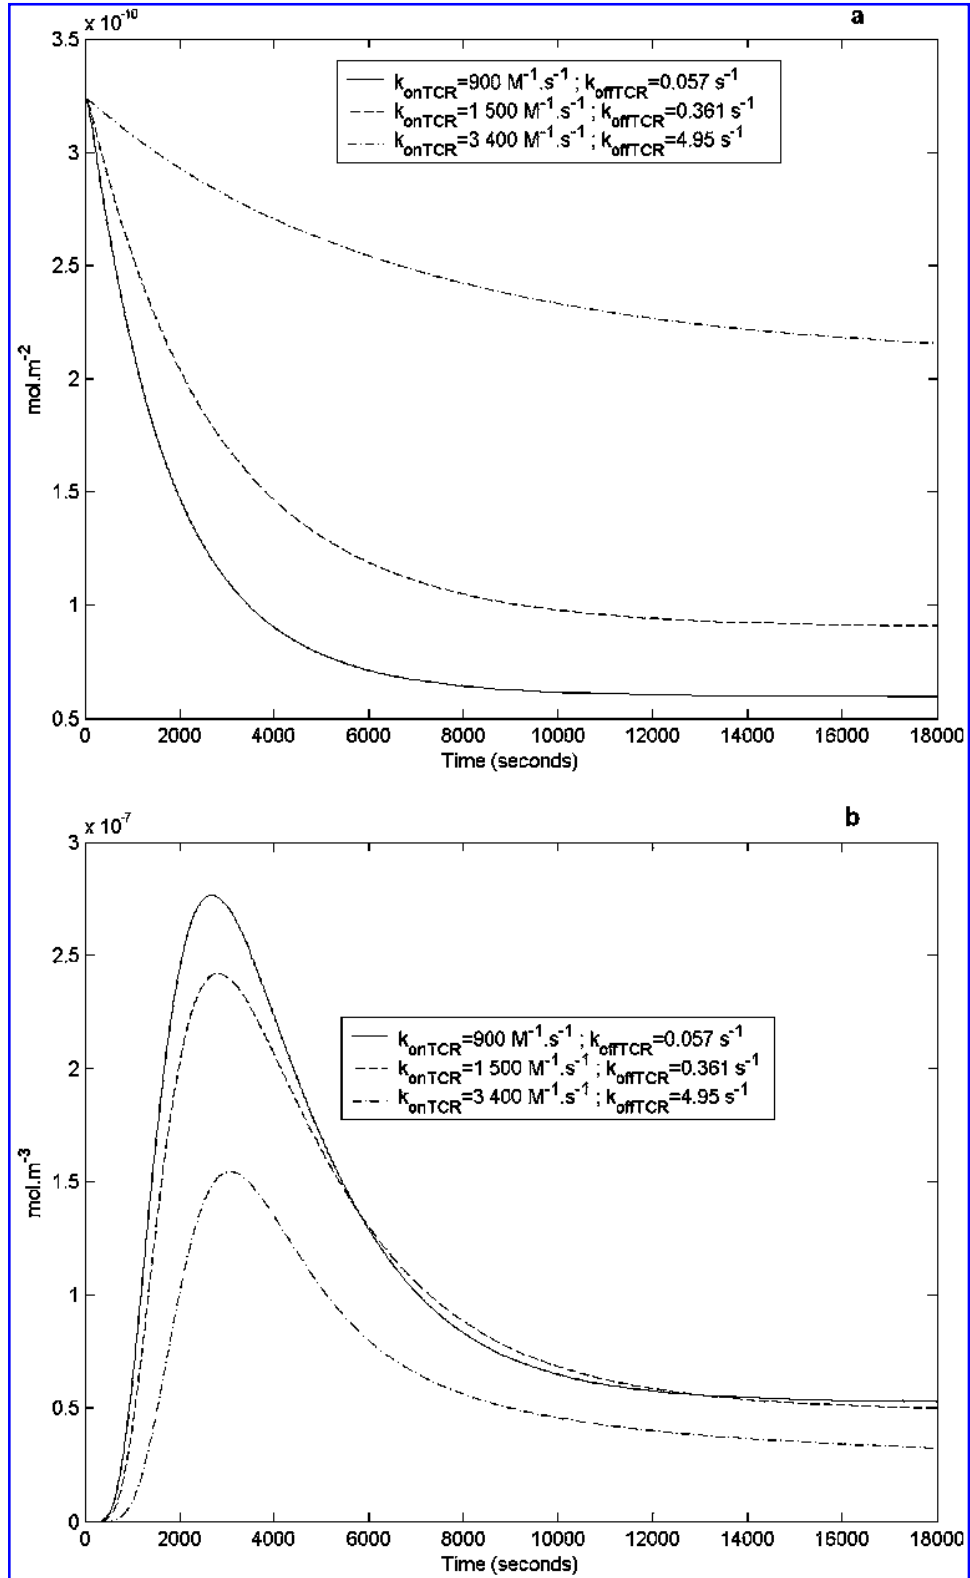 x 10⁻¹⁰
a
3.5
3
2.5
2
1.5
1
0.5
mol.m⁻²
k_onTCR=900 M⁻¹.s⁻¹ ; k_offTCR=0.057 s⁻¹
k_onTCR=1 500 M⁻¹.s⁻¹ ; k_offTCR=0.361 s⁻¹
k_onTCR=3 400 M⁻¹.s⁻¹ ; k_offTCR=4.95 s⁻¹
0 2000 4000 6000 8000 10000 12000 14000 16000 18000
Time (seconds)
x 10⁻⁷
b
3
2.5
2
1.5
1
0.5
0
mol.m⁻³
k_onTCR=900 M⁻¹.s⁻¹ ; k_offTCR=0.057 s⁻¹
k_onTCR=1 500 M⁻¹.s⁻¹ ; k_offTCR=0.361 s⁻¹
k_onTCR=3 400 M⁻¹.s⁻¹ ; k_offTCR=4.95 s⁻¹
0 2000 4000 6000 8000 10000 12000 14000 16000 18000
Time (seconds)